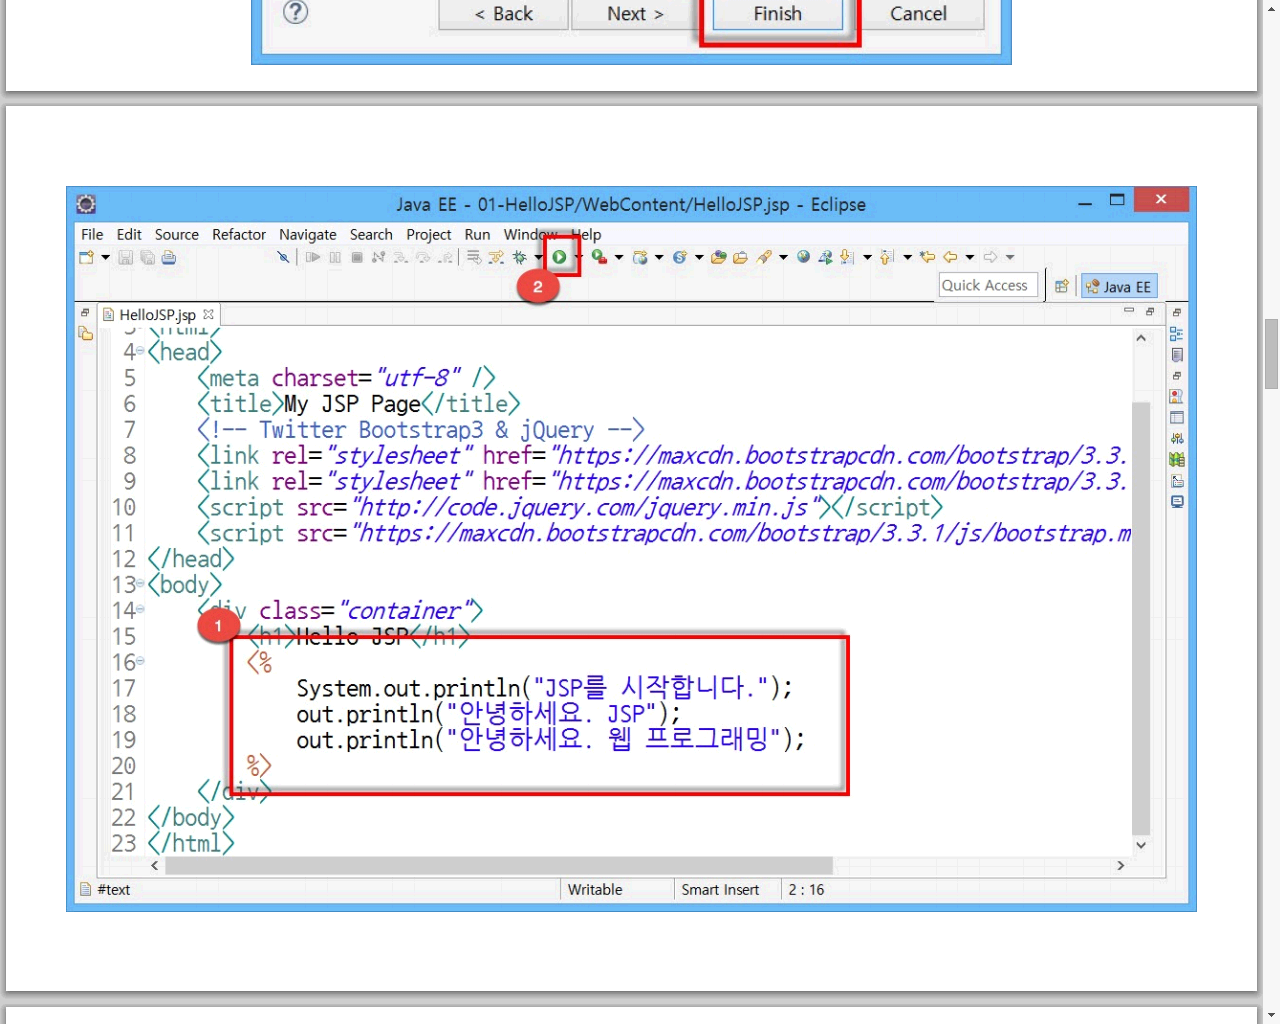 < Back Next > Finish Cancel
Java EE - 01-HelloJSP/WebContent/HelloJSP.jsp - Eclipse
File Edit Source Refactor Navigate Search Project Run Window Help
2
Quick Access Java EE
HelloJSP.jsp
3 <html>
4 <head>
5 <meta charset="utf-8" />
6 <title>My JSP Page</title>
7 <!-- Twitter Bootstrap3 & jQuery -->
8 <link rel="stylesheet" href="https://maxcdn.bootstrapcdn.com/bootstrap/3.3.
9 <link rel="stylesheet" href="https://maxcdn.bootstrapcdn.com/bootstrap/3.3.
10 <script src="http://code.jquery.com/jquery.min.js"></script>
11 <script src="https://maxcdn.bootstrapcdn.com/bootstrap/3.3.1/js/bootstrap.m
12 </head>
13 <body>
14 <div class="container">
1
15 <h1>Hello JSP</h1>
16 <%
17 System.out.println("JSP를 시작합니다.");
18 out.println("안녕하세요. JSP");
19 out.println("안녕하세요. 웹 프로그래밍");
20 %>
21 </div>
22 </body>
23 </html>
#text Writable Smart Insert 2 : 16